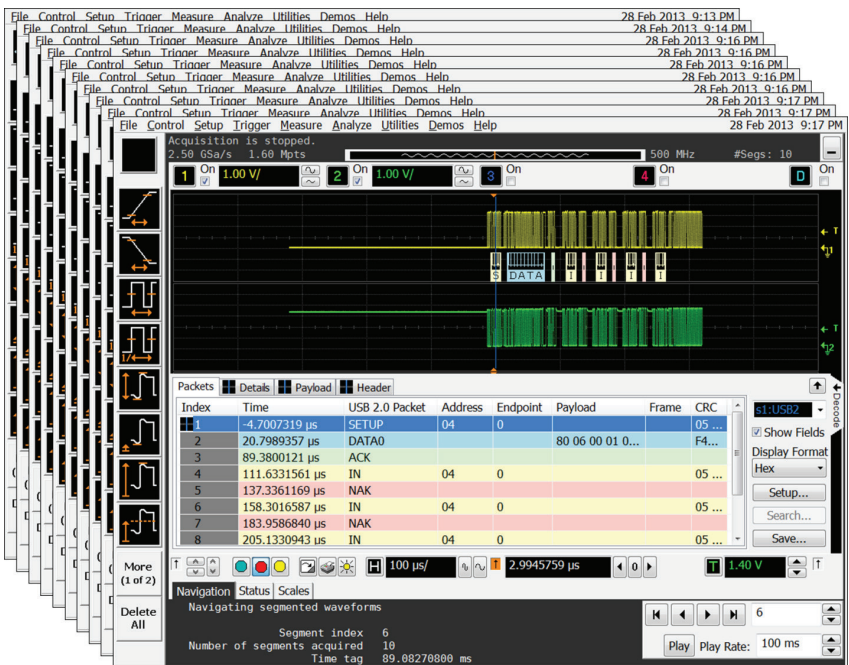 File Control Setup Trigger Measure Analyze Utilities Demos Help 28 Feb 2013 9:13 PM
File Control Setup Trigger Measure Analyze Utilities Demos Help 28 Feb 2013 9:14 PM
File Control Setup Trigger Measure Analyze Utilities Demos Help 28 Feb 2013 9:16 PM
File Control Setup Trigger Measure Analyze Utilities Demos Help 28 Feb 2013 9:16 PM
File Control Setup Trigger Measure Analyze Utilities Demos Help 28 Feb 2013 9:16 PM
File Control Setup Trigger Measure Analyze Utilities Demos Help 28 Feb 2013 9:16 PM
File Control Setup Trigger Measure Analyze Utilities Demos Help 28 Feb 2013 9:16 PM
File Control Setup Trigger Measure Analyze Utilities Demos Help 28 Feb 2013 9:17 PM
File Control Setup Trigger Measure Analyze Utilities Demos Help 28 Feb 2013 9:17 PM
File Control Setup Trigger Measure Analyze Utilities Demos Help 28 Feb 2013 9:17 PM
Acquisition is stopped.
2.50 GSa/s 1.60 Mpts 500 MHz #Segs: 10
1 On 1.00 V/ 2 On 1.00 V/ 3 On 4 On D On
T
1
S DATA I I I I
T
2
Packets Details Payload Header
Decode
Index Time USB 2.0 Packet Address Endpoint Payload Frame CRC
1 -4.7007319 µs SETUP 04 0 05 ...
2 20.7989357 µs DATA0 80 06 00 01 0... F4...
3 89.3800121 µs ACK
4 111.6331561 µs IN 04 0 05 ...
5 137.3361169 µs NAK
6 158.3016587 µs IN 04 0 05 ...
7 183.9586840 µs NAK
8 205.1330943 µs IN 04 0 05 ...
s1:USB2
Show Fields
Display Format
Hex
Setup...
Search...
Save...
More
(1 of 2)
Delete
All
H 100 µs/ 2.9945759 µs 0 T 1.40 V
Navigation Status Scales
Navigating segmented waveforms
Segment index 6
Number of segments acquired 10
Time tag 89.08270800 ms
6
Play Play Rate: 100 ms